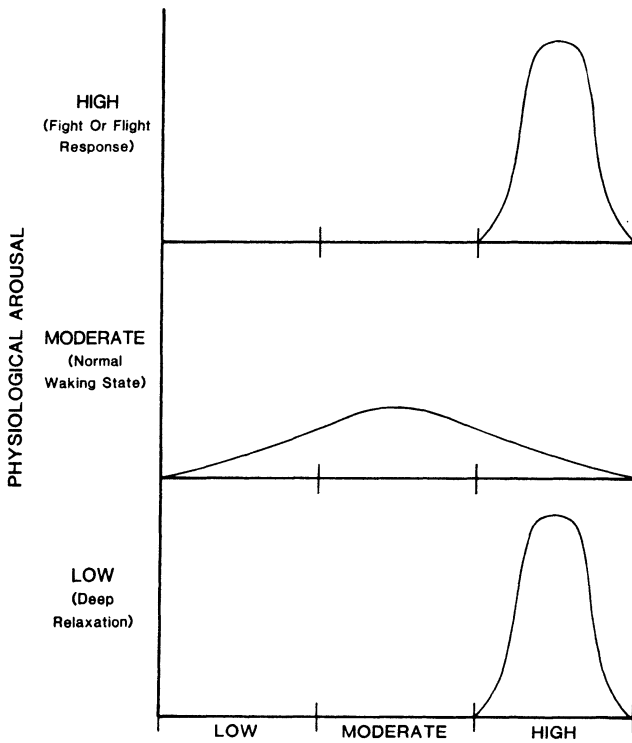 HIGH
(Fight Or Flight
Response)
PHYSIOLOGICAL AROUSAL
MODERATE
(Normal
Waking State)
LOW
(Deep
Relaxation)
LOW MODERATE HIGH